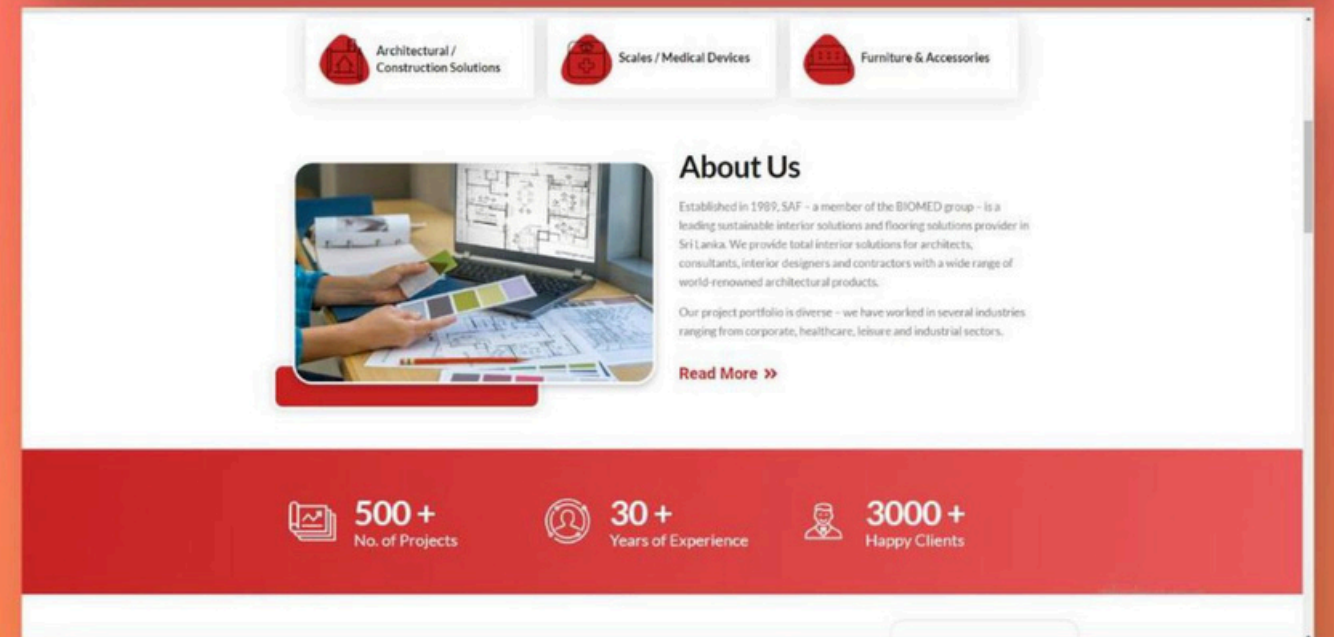 Architectural /
Construction Solutions
Scales / Medical Devices
Furniture & Accessories
About Us
Established in 1989, SAF – a member of the BIOMED group – is a
leading sustainable interior solutions and flooring solutions provider in
Sri Lanka. We provide total interior solutions for architects,
consultants, interior designers and contractors with a wide range of
world-renowned architectural products.
Our project portfolio is diverse – we have worked in several industries
ranging from corporate, healthcare, leisure and industrial sectors.
Read More »
500 +
No. of Projects
30 +
Years of Experience
3000 +
Happy Clients